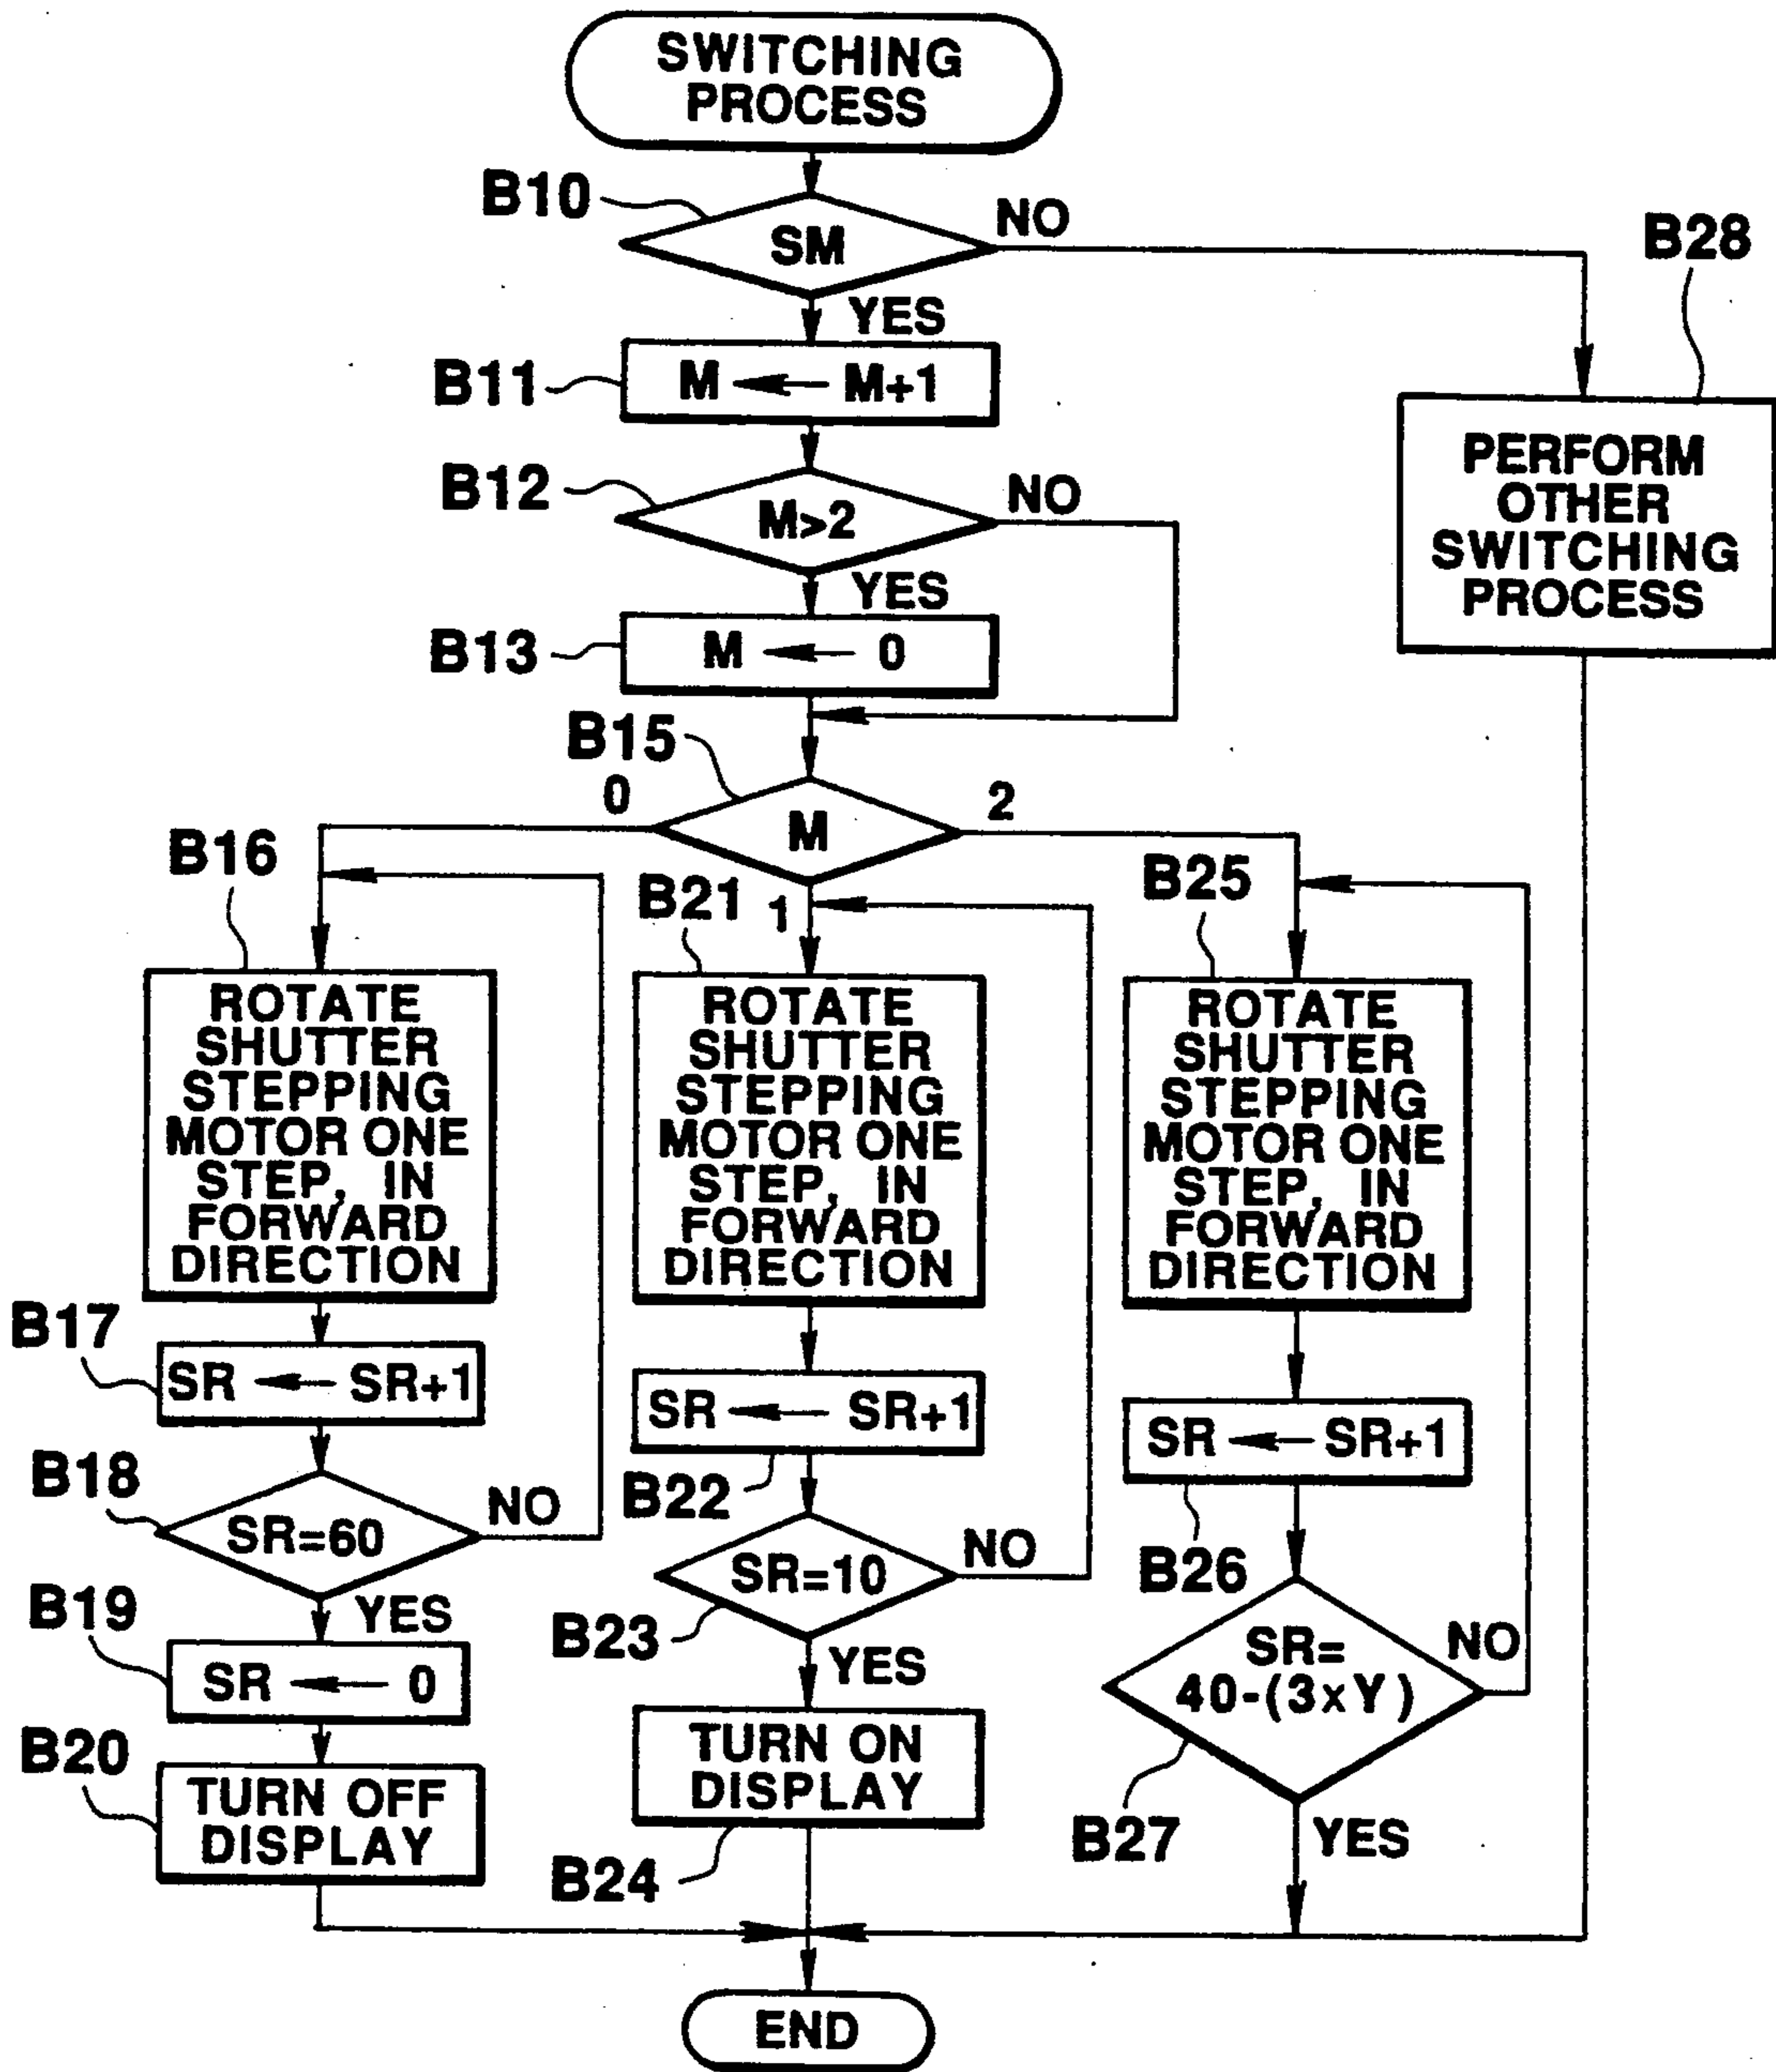 SWITCHING
PROCESS
B10
SM
NO
B28
YES
B11
M ← M+1
B12
M>2
NO
PERFORM
OTHER
SWITCHING
PROCESS
YES
B13
M ← 0
B15
0
M
2
B16
B21
1
B25
ROTATE
SHUTTER
STEPPING
MOTOR ONE
STEP, IN
FORWARD
DIRECTION
ROTATE
SHUTTER
STEPPING
MOTOR ONE
STEP, IN
FORWARD
DIRECTION
ROTATE
SHUTTER
STEPPING
MOTOR ONE
STEP, IN
FORWARD
DIRECTION
B17
SR ← SR+1
SR ← SR+1
SR ← SR+1
B18
SR=60
NO
B22
SR=10
NO
B26
B19
YES
B23
SR=
40-(3xY)
NO
SR ← 0
YES
B20
TURN OFF
DISPLAY
TURN ON
DISPLAY
B27
YES
B24
END